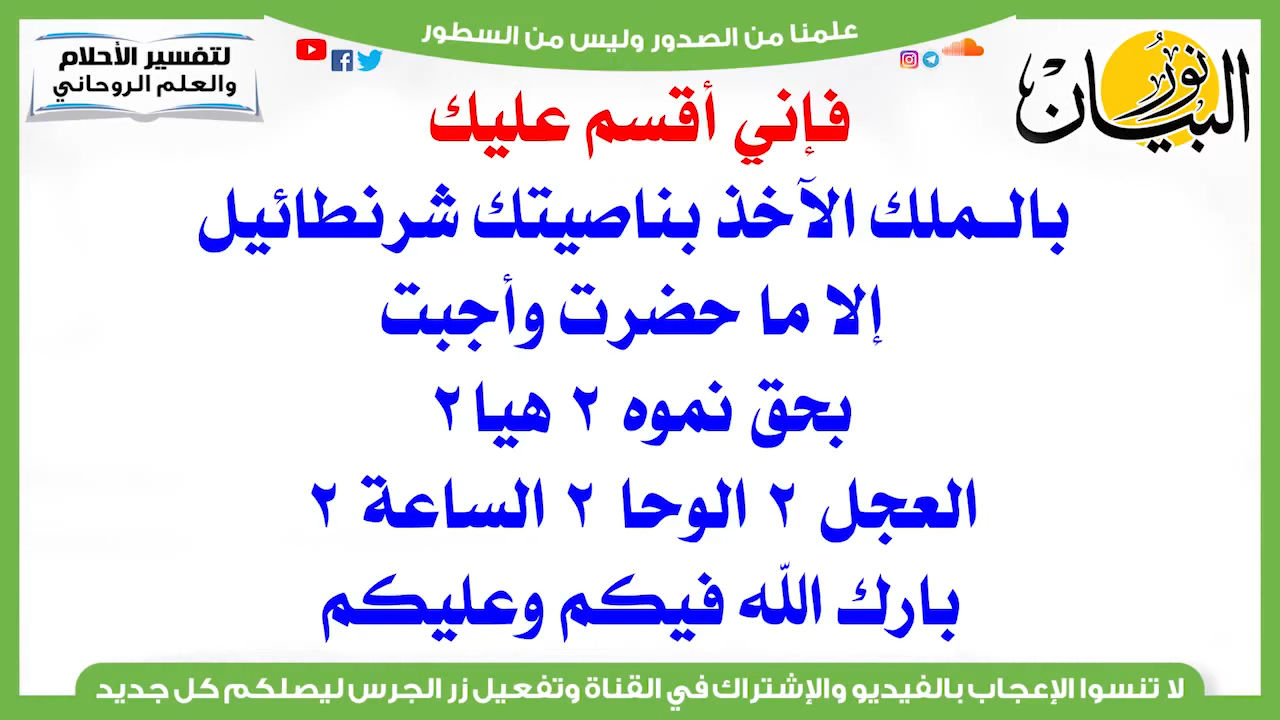 علمنا من الصدور وليس من السطور
نور البيان
لتفسير الأحلام
والعلم الروحاني
فإني أقسم عليك
بالـملك الآخذ بناصيتك شرنطائيل
إلا ما حضرت وأجبت
بحق نموه ٢ هيا٢
العجل ٢ الوحا ٢ الساعة ٢
بارك الله فيكم وعليكم
لا تنسوا الإعجاب بالفيديو والإشتراك في القناة وتفعيل زر الجرس ليصلكم كل جديد